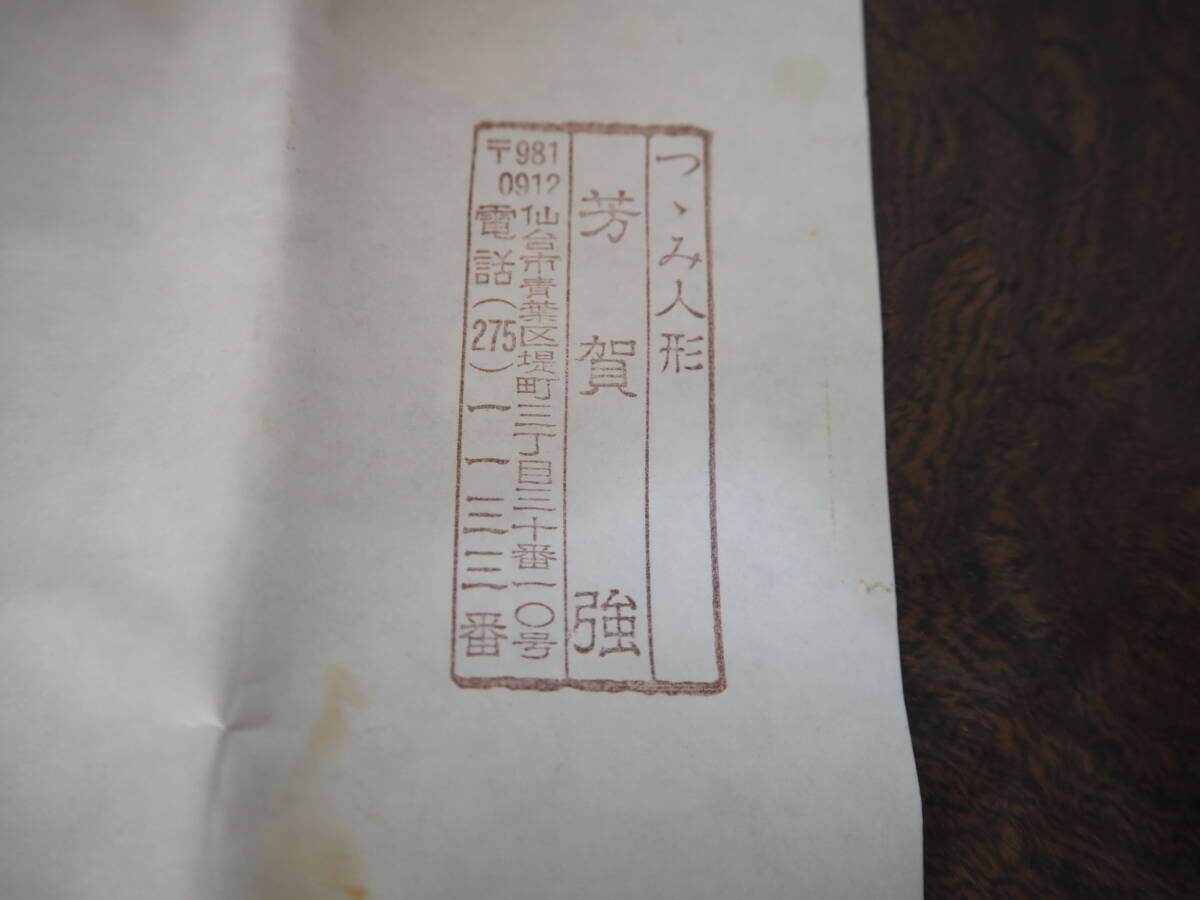 つゝみ人形
芳賀強
〒981
0912
仙台市青葉区堤町三丁目三十番一〇号
電話(275)一一三三番